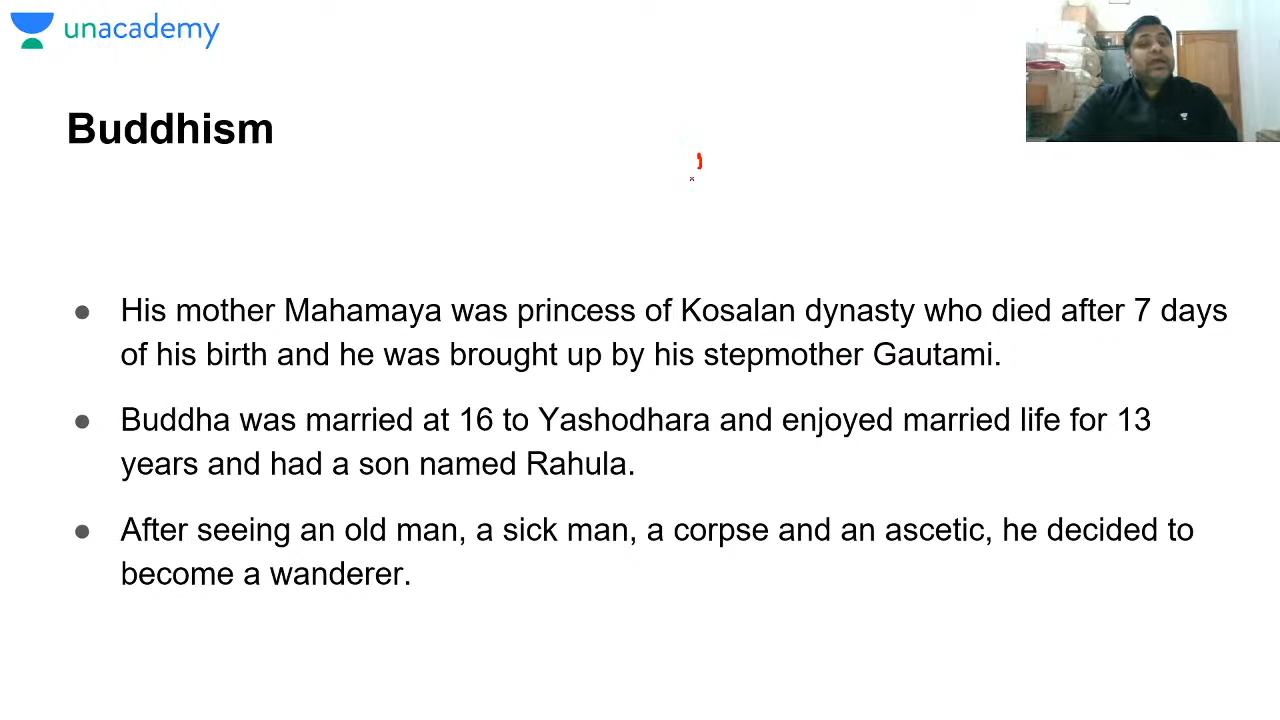 unacademy
Buddhism
● His mother Mahamaya was princess of Kosalan dynasty who died after 7 days
of his birth and he was brought up by his stepmother Gautami.
● Buddha was married at 16 to Yashodhara and enjoyed married life for 13
years and had a son named Rahula.
● After seeing an old man, a sick man, a corpse and an ascetic, he decided to
become a wanderer.